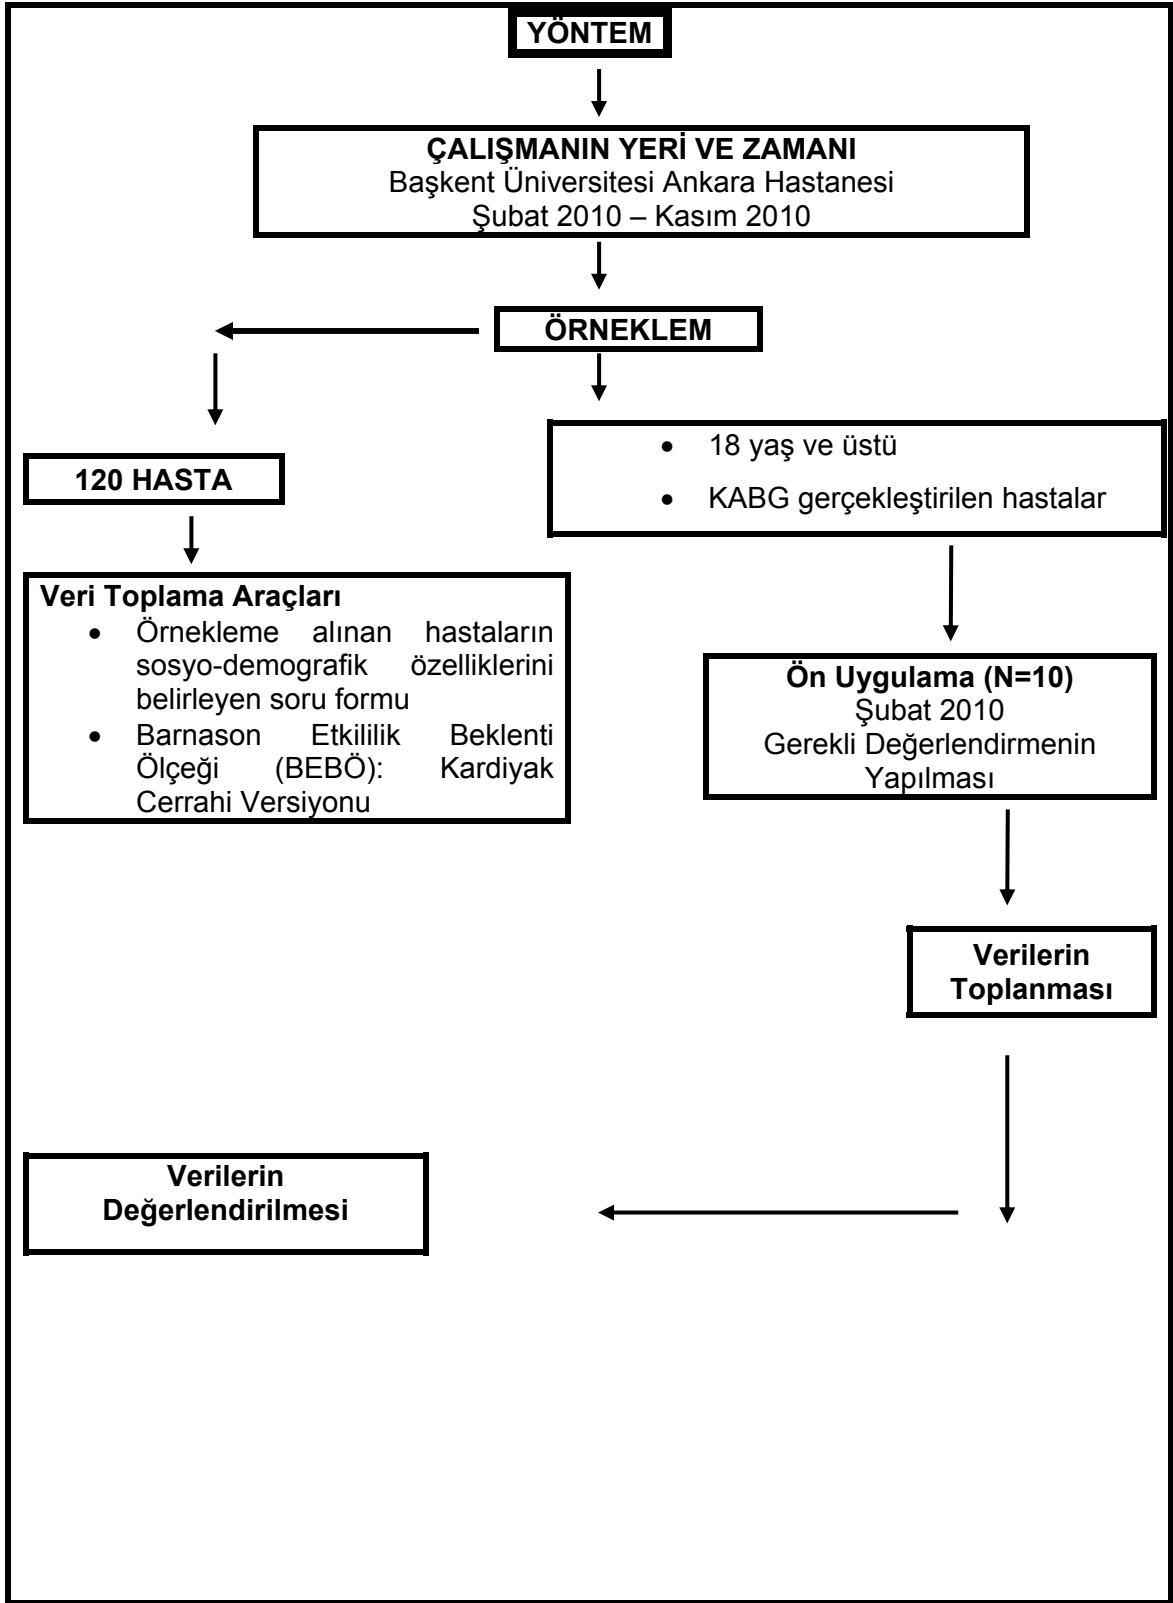 YÖNTEM
ÇALIŞMANIN YERİ VE ZAMANI
Başkent Üniversitesi Ankara Hastanesi
Şubat 2010 – Kasım 2010
ÖRNEKLEM
120 HASTA
• 18 yaş ve üstü
• KABG gerçekleştirilen hastalar
Veri Toplama Araçları
• Örnekleme alınan hastaların
sosyo-demografik özelliklerini
belirleyen soru formu
• Barnason Etkililik Beklenti
Ölçeği (BEBÖ): Kardiyak
Cerrahi Versiyonu
Ön Uygulama (N=10)
Şubat 2010
Gerekli Değerlendirmenin
Yapılması
Verilerin
Toplanması
Verilerin
Değerlendirilmesi